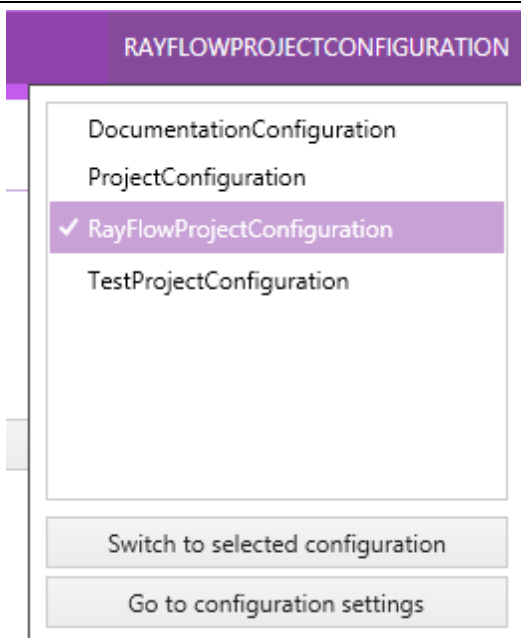 RAYFLOWPROJECTCONFIGURATION
DocumentationConfiguration
ProjectConfiguration
RayFlowProjectConfiguration
TestProjectConfiguration
Switch to selected configuration
Go to configuration settings